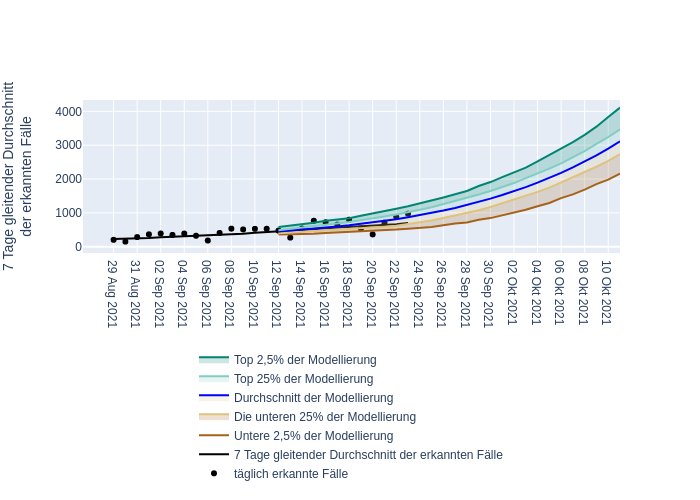 7 Tage gleitender Durchschnitt
der erkannten Fälle
4000
3000
2000
1000
0
29 Aug 2021
31 Aug 2021
02 Sep 2021
04 Sep 2021
06 Sep 2021
08 Sep 2021
10 Sep 2021
12 Sep 2021
14 Sep 2021
16 Sep 2021
18 Sep 2021
20 Sep 2021
22 Sep 2021
24 Sep 2021
26 Sep 2021
28 Sep 2021
30 Sep 2021
02 Okt 2021
04 Okt 2021
06 Okt 2021
08 Okt 2021
10 Okt 2021
Top 2,5% der Modellierung
Top 25% der Modellierung
Durchschnitt der Modellierung
Die unteren 25% der Modellierung
Untere 2,5% der Modellierung
7 Tage gleitender Durchschnitt der erkannten Fälle
täglich erkannte Fälle